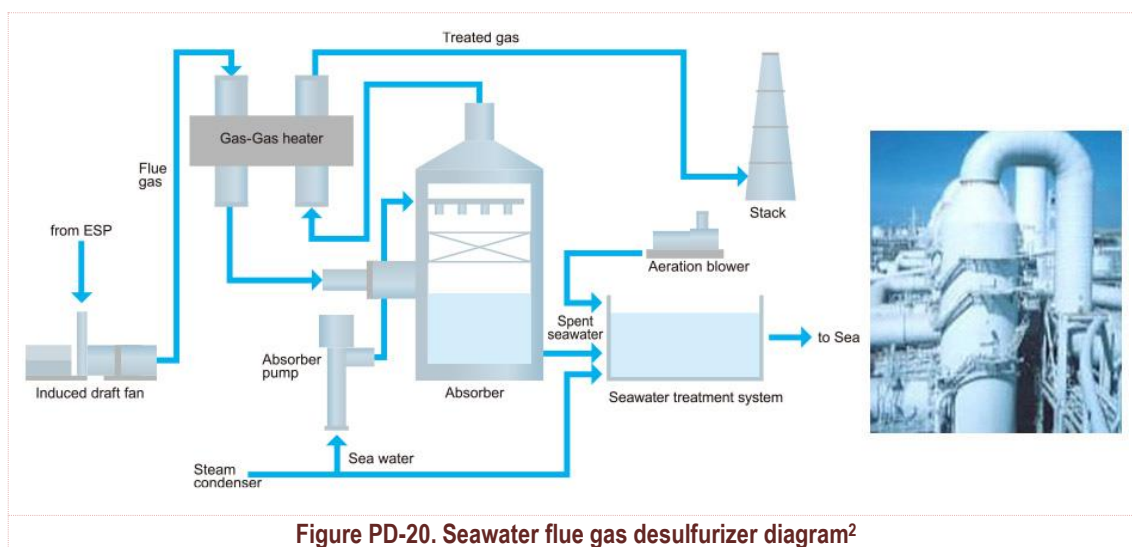 Treated gas
Gas-Gas heater
Flue
gas
from ESP
Stack
Aeration blower
Spent
seawater
to Sea
Absorber
pump
Induced draft fan
Absorber
Seawater treatment system
Sea water
Steam
condenser
Figure PD-20. Seawater flue gas desulfurizer diagram²